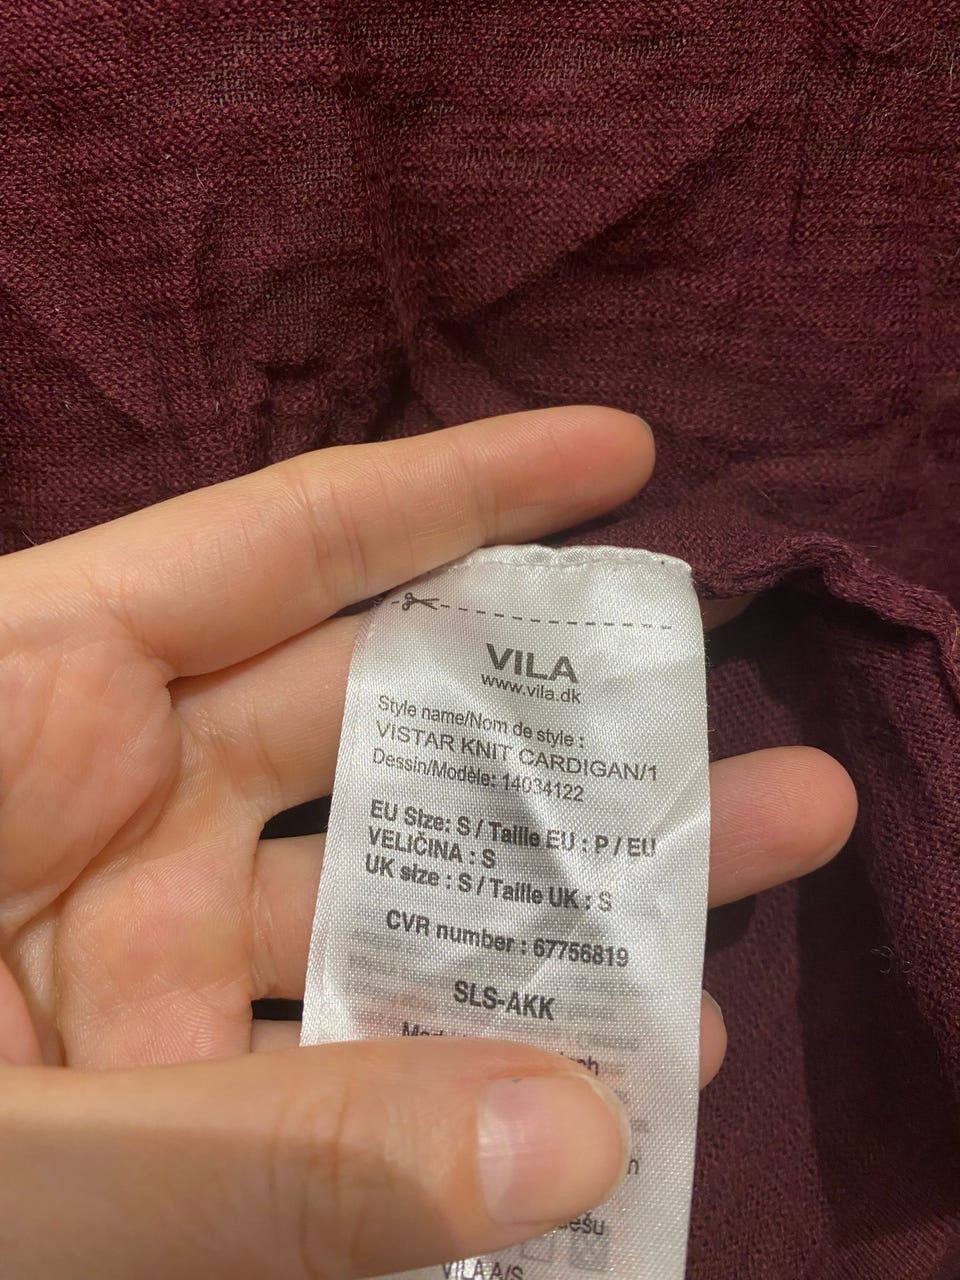 VILA
www.vila.dk
Style name/Nom de style :
VISTAR KNIT CARDIGAN/1
Dessin/Modèle: 14034122
EU Size: S / Taille EU : P / EU
VELIČINA : S
UK size : S / Taille UK : S
CVR number : 67756819
SLS-AKK
VILA A/S